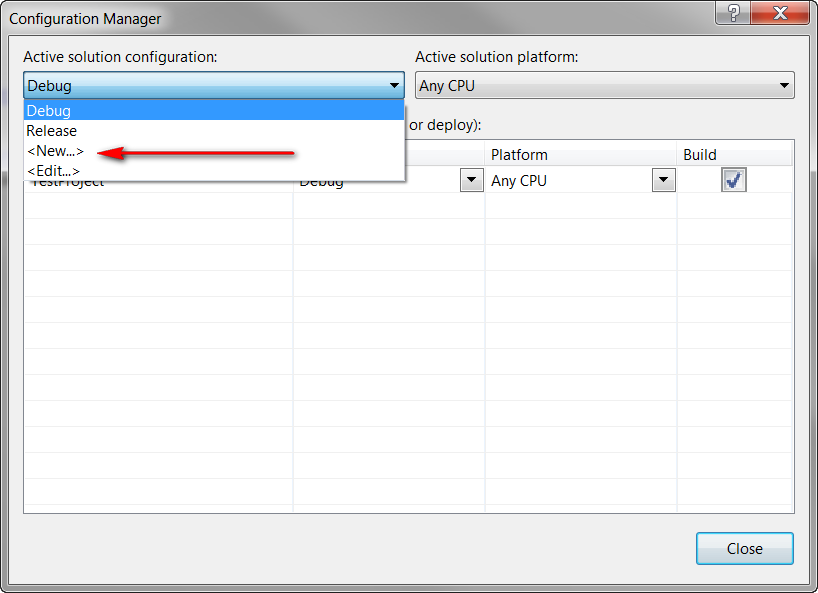 Configuration Manager
Active solution configuration:
Active solution platform:
Debug
Any CPU
Debug
Release
<New...>
<Edit...>
or deploy):
Platform
Build
TestProject
Debug
Any CPU
Close